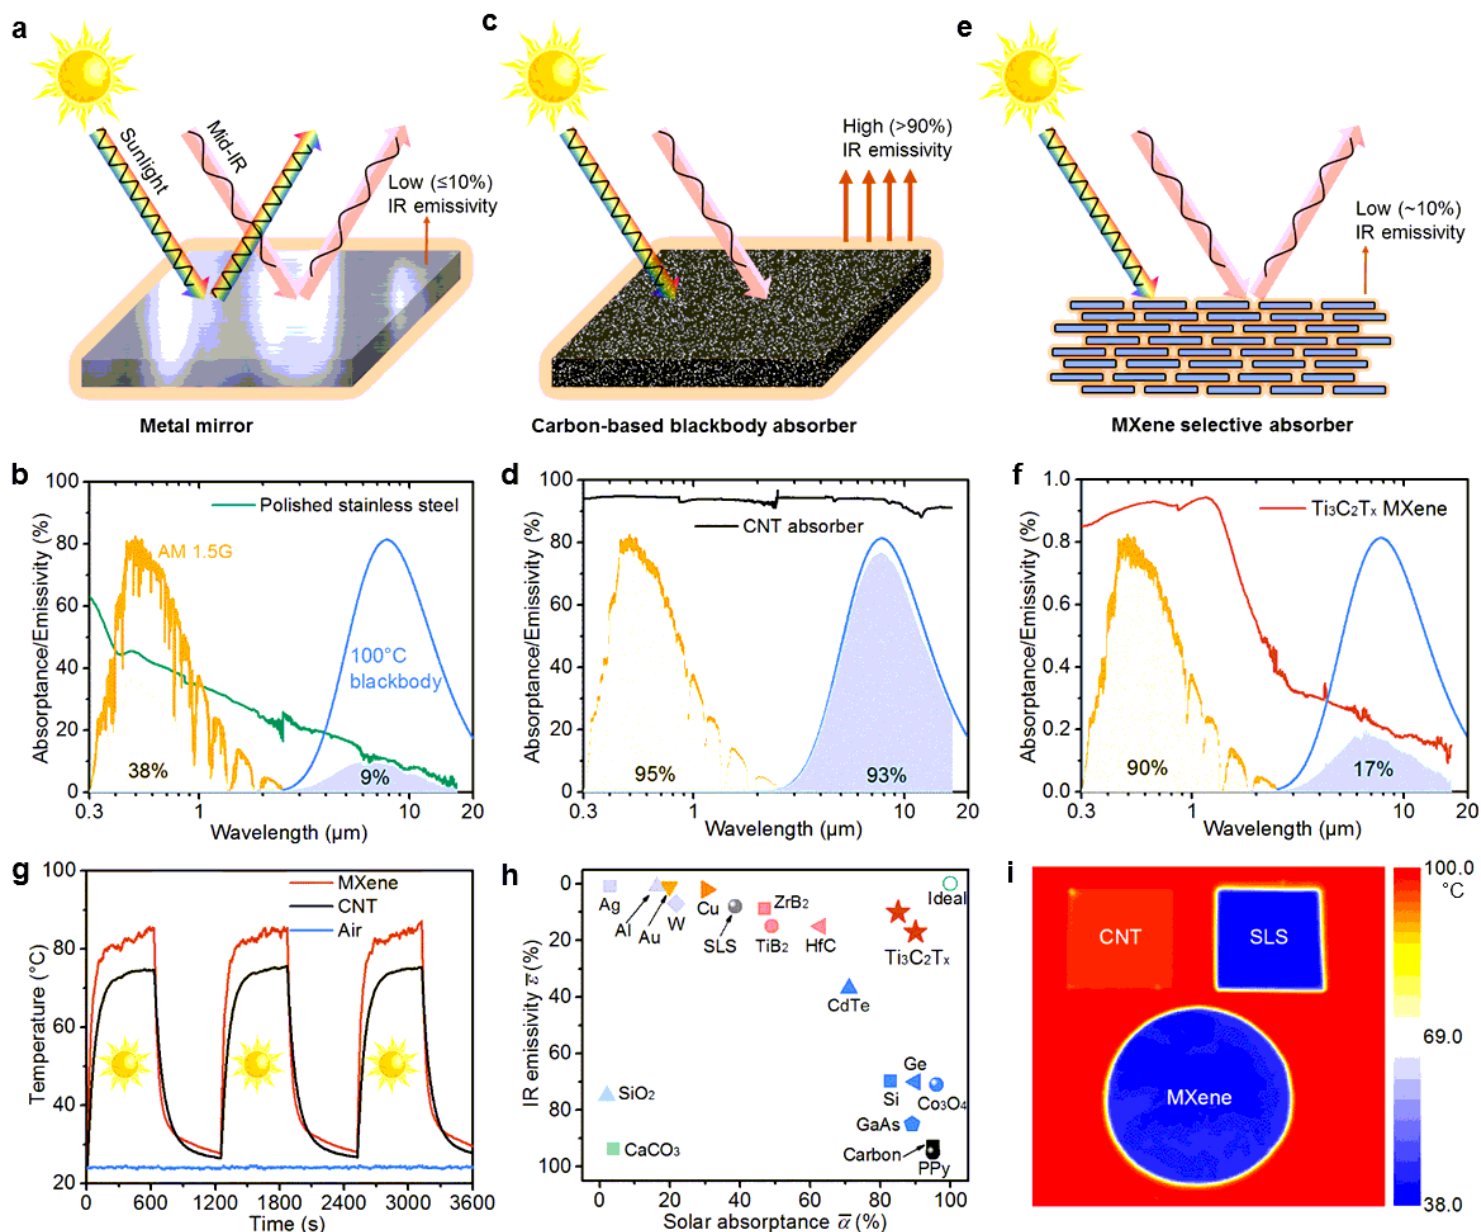 a
c
e
Sunlight
Mid-IR
Low (≤10%)
IR emissivity
High (>90%)
IR emissivity
Low (~10%)
IR emissivity
Metal mirror
Carbon-based blackbody absorber
MXene selective absorber
b
Absorptance/Emissivity (%)
100
80
60
40
20
0
Polished stainless steel
AM 1.5G
100°C
blackbody
38%
9%
0.3
1
10
20
Wavelength (µm)
d
Absorptance/Emissivity (%)
100
80
60
40
20
0
CNT absorber
95%
93%
0.3
1
10
20
Wavelength (µm)
f
Absorptance/Emissivity (%)
1.0
0.8
0.6
0.4
0.2
0.0
Ti₃C₂Tₓ MXene
90%
17%
0.3
1
10
20
Wavelength (µm)
g
Temperature (°C)
100
80
60
40
20
MXene
CNT
Air
0
600
1200
1800
2400
3000
3600
Time (s)
h
IR emissivity ε̅ (%)
0
20
40
60
80
100
Ag
Al
Au
W
Cu
SLS
ZrB₂
TiB₂
HfC
Ideal
Ti₃C₂Tₓ
CdTe
Ge
Si
Co₃O₄
SiO₂
GaAs
CaCO₃
Carbon
PPy
0
20
40
60
80
100
Solar absorptance α̅ (%)
i
CNT
SLS
MXene
100.0
°C
69.0
38.0